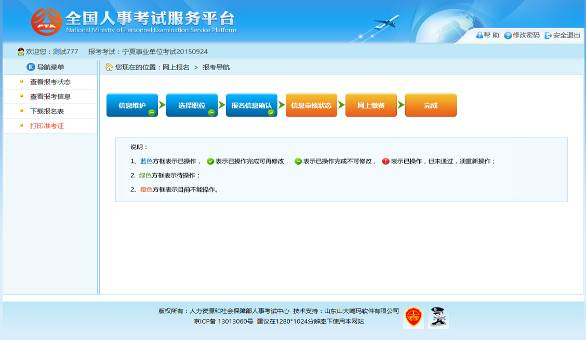 全国人事考试服务平台
National Ministry of Personnel Examination Service Platform
帮 助 修改密码 安全退出
欢迎您：测试777 报考考试：宁夏事业单位考试20150924
导航菜单
您现在的位置：网上报名 > 报考导航
查看报考状态
查看报考信息
下载报名表
打印准考证
信息维护 选择职位 报名信息确认 信息审核状态 网上缴费 完成
说明：
1、蓝色方框表示已操作， 表示已操作完成可再修改， 表示已操作完成不可修改， 表示已操作，但未通过，须重新操作；
2、绿色方框表示待操作；
2、橙色方框表示目前不能操作。
版权所有：人力资源和社会保障部人事考试中心 技术支持：山东山大鸥玛软件有限公司
京ICP备 13013060号 建议在1280*1024分辨率下使用本网站